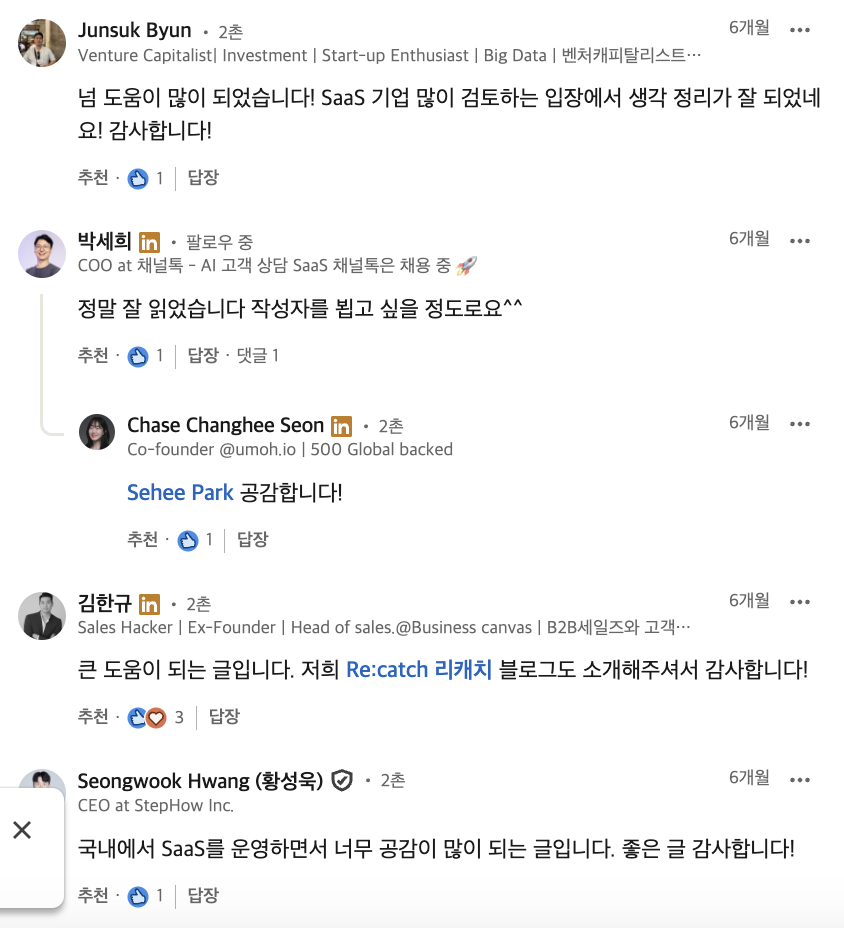 Junsuk Byun • 2촌 6개월 •••
Venture Capitalist| Investment | Start-up Enthusiast | Big Data | 벤처캐피탈리스트…
넘 도움이 많이 되었습니다! SaaS 기업 많이 검토하는 입장에서 생각 정리가 잘 되었네
요! 감사합니다!
추천 · 1 | 답장
박세희 in • 팔로우 중 6개월 •••
COO at 채널톡 - AI 고객 상담 SaaS 채널톡은 채용 중 🚀
정말 잘 읽었습니다 작성자를 뵙고 싶을 정도로요^^
추천 · 1 | 답장 · 댓글 1
Chase Changhee Seon in • 2촌 6개월 •••
Co-founder @umoh.io | 500 Global backed
Sehee Park 공감합니다!
추천 · 1 | 답장
김한규 in • 2촌 6개월 •••
Sales Hacker | Ex-Founder | Head of sales.@Business canvas | B2B세일즈와 고객…
큰 도움이 되는 글입니다. 저희 Re:catch 리캐치 블로그도 소개해주셔서 감사합니다!
추천 · 3 | 답장
Seongwook Hwang (황성욱) • 2촌 6개월 •••
CEO at StepHow Inc.
국내에서 SaaS를 운영하면서 너무 공감이 많이 되는 글입니다. 좋은 글 감사합니다!
추천 · 1 | 답장